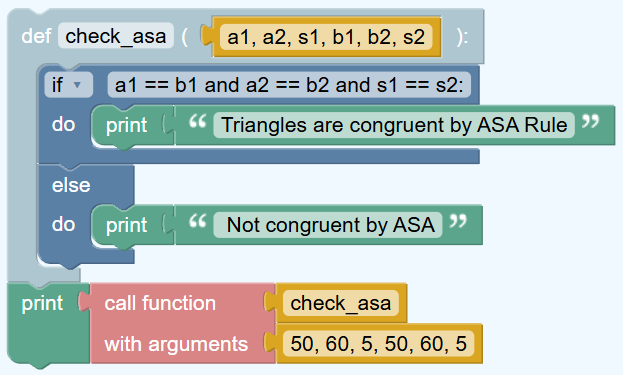 def check_asa ( a1, a2, s1, b1, b2, s2 ):
if a1 == b1 and a2 == b2 and s1 == s2:
do print “ Triangles are congruent by ASA Rule ”
else
do print “ Not congruent by ASA ”
print call function check_asa
with arguments 50, 60, 5, 50, 60, 5